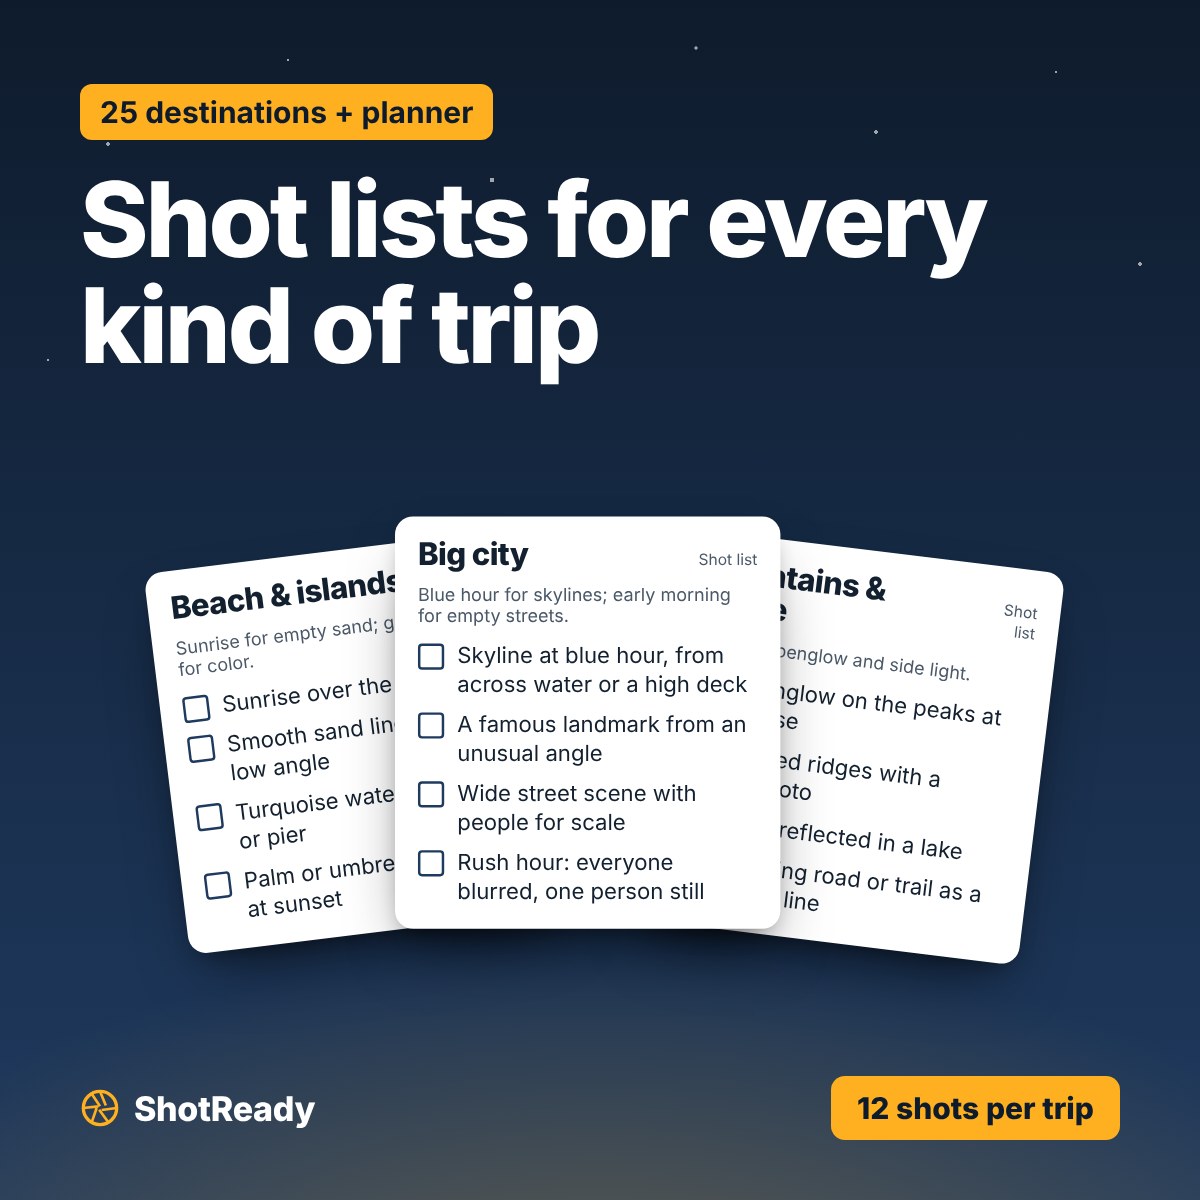 25 destinations + planner
Shot lists for every
kind of trip
Beach & islands
Sunrise for empty sand;
for color.
Sunrise over the
Smooth sand
low angle
Turquoise
or pier
Palm or
at sunset
Big city
Shot list
Blue hour for skylines; early morning
for empty streets.
Skyline at blue hour, from
across water or a high deck
A famous landmark from an
unusual angle
Wide street scene with
people for scale
Rush hour: everyone
blurred, one person still
&
Shot
list
and side light.
on the peaks at
ridges with a
reflected in a lake
road or trail as a
line
ShotReady
12 shots per trip